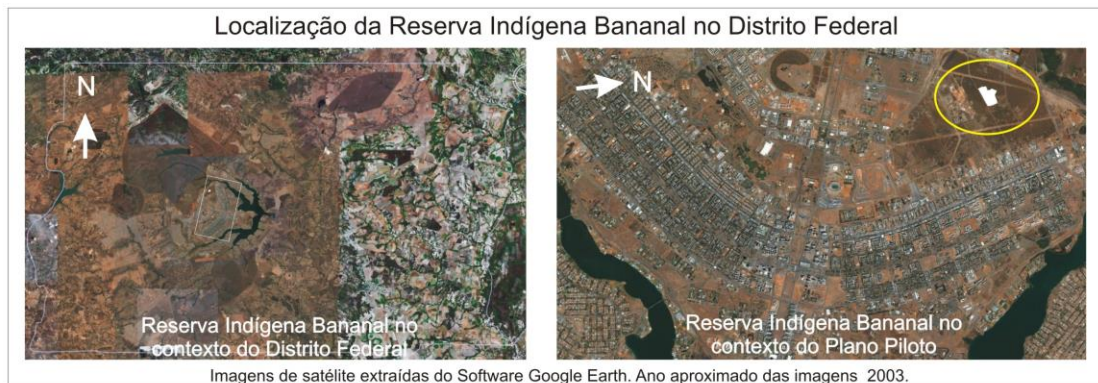 Localização da Reserva Indígena Bananal no Distrito Federal
N
Reserva Indígena Bananal no
contexto do Distrito Federal
N
Reserva Indígena Bananal no
contexto do Plano Piloto
Imagens de satélite extraídas do Software Google Earth. Ano aproximado das imagens 2003.